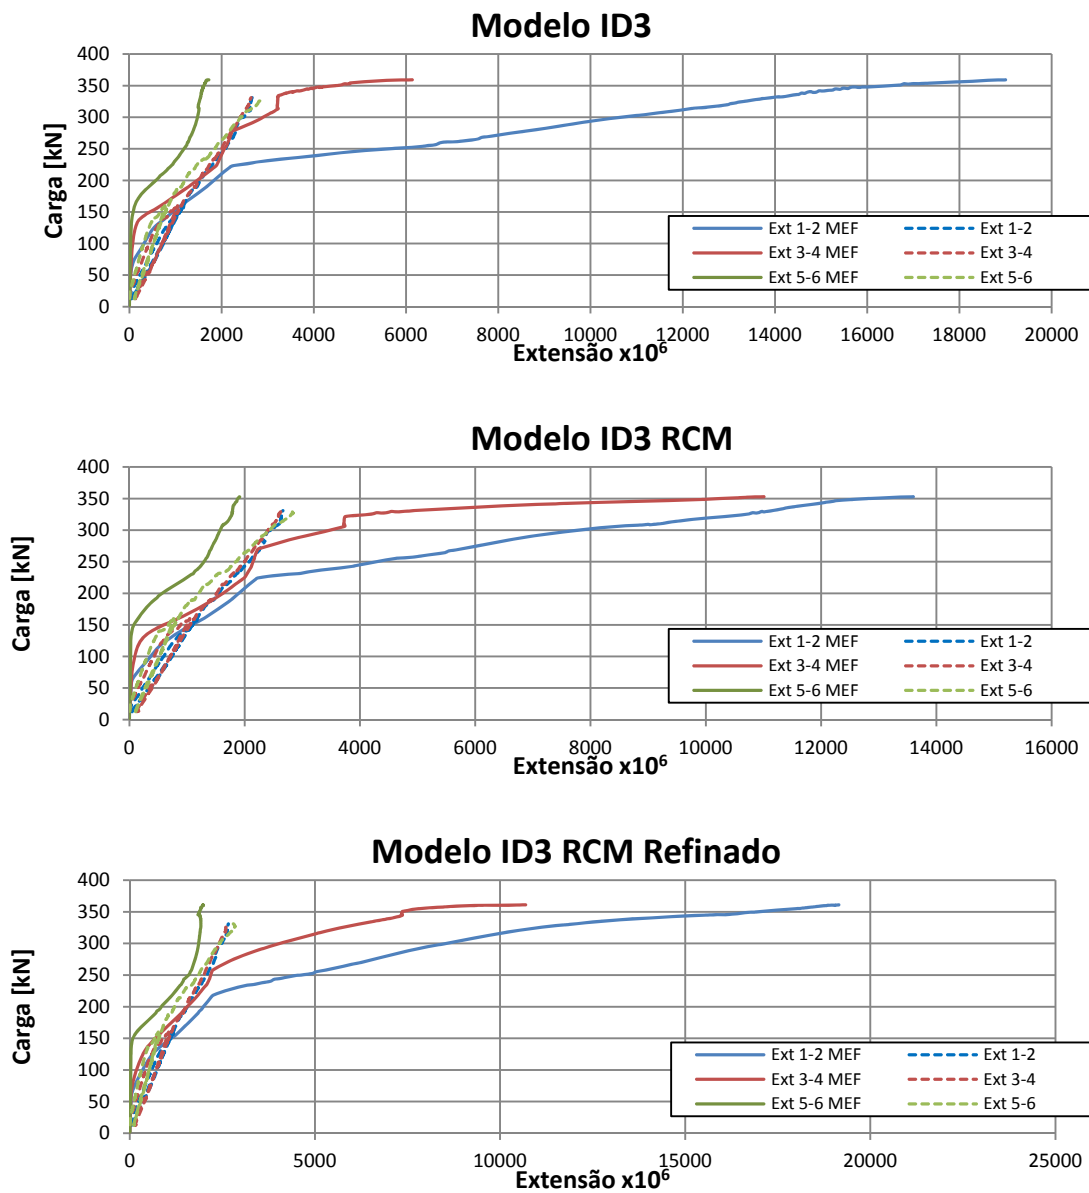 Modelo ID3
Carga [kN]
400
350
300
250
200
150
100
50
0
Ext 1-2 MEF
Ext 1-2
Ext 3-4 MEF
Ext 3-4
Ext 5-6 MEF
Ext 5-6
0 2000 4000 6000 8000 10000 12000 14000 16000 18000 20000
Extensão x10⁶
Modelo ID3 RCM
Carga [kN]
400
350
300
250
200
150
100
50
0
Ext 1-2 MEF
Ext 1-2
Ext 3-4 MEF
Ext 3-4
Ext 5-6 MEF
Ext 5-6
0 2000 4000 6000 8000 10000 12000 14000 16000
Extensão x10⁶
Modelo ID3 RCM Refinado
Carga [kN]
400
350
300
250
200
150
100
50
0
Ext 1-2 MEF
Ext 1-2
Ext 3-4 MEF
Ext 3-4
Ext 5-6 MEF
Ext 5-6
0 5000 10000 15000 20000 25000
Extensão x10⁶